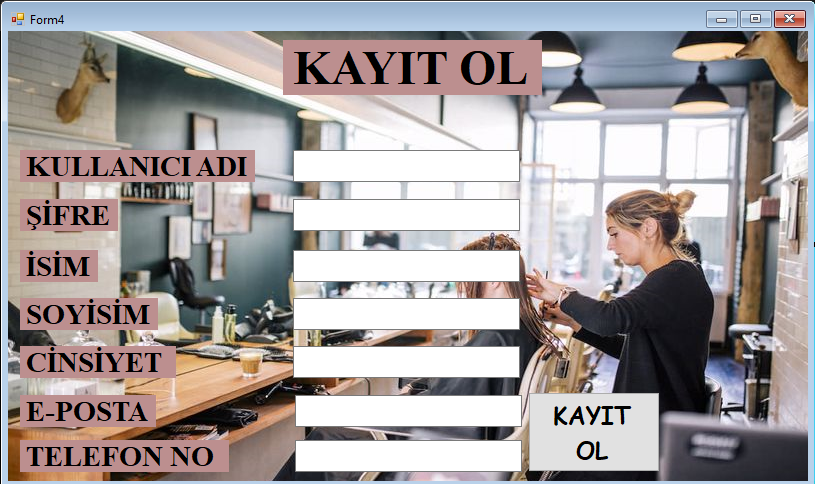 Form4
KAYIT OL
KULLANICI ADI
ŞİFRE
İSİM
SOYİSİM
CİNSİYET
E-POSTA
TELEFON NO
KAYIT
OL